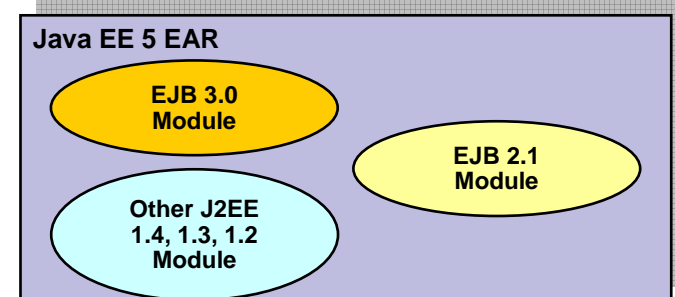 Java EE 5 EAR
EJB 3.0
Module
EJB 2.1
Module
Other J2EE
1.4, 1.3, 1.2
Module